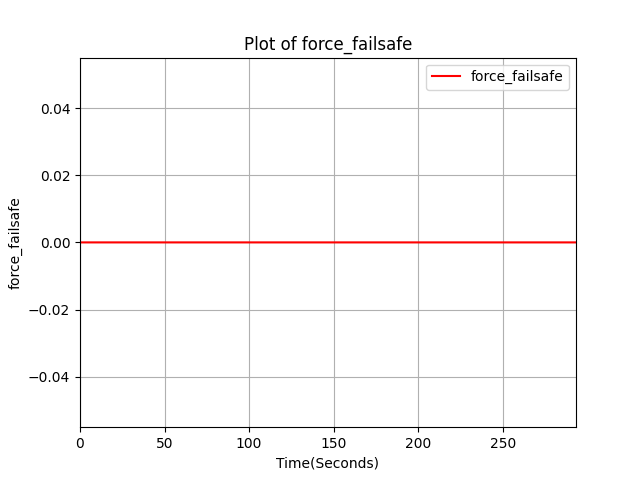 Plot of force_failsafe
force_failsafe
0.04
0.02
0.00
−0.02
−0.04
force_failsafe
0 50 100 150 200 250
Time(Seconds)